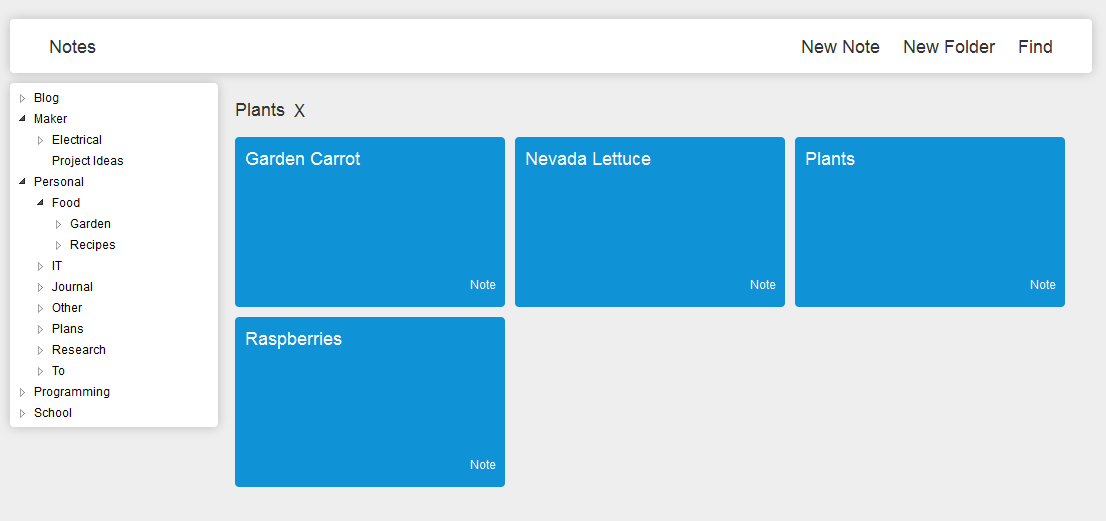 Notes New Note New Folder Find
Blog
Maker
Electrical
Project Ideas
Personal
Food
Garden
Recipes
IT
Journal
Other
Plans
Research
To
Programming
School
Plants X
Garden Carrot
Note
Nevada Lettuce
Note
Plants
Note
Raspberries
Note